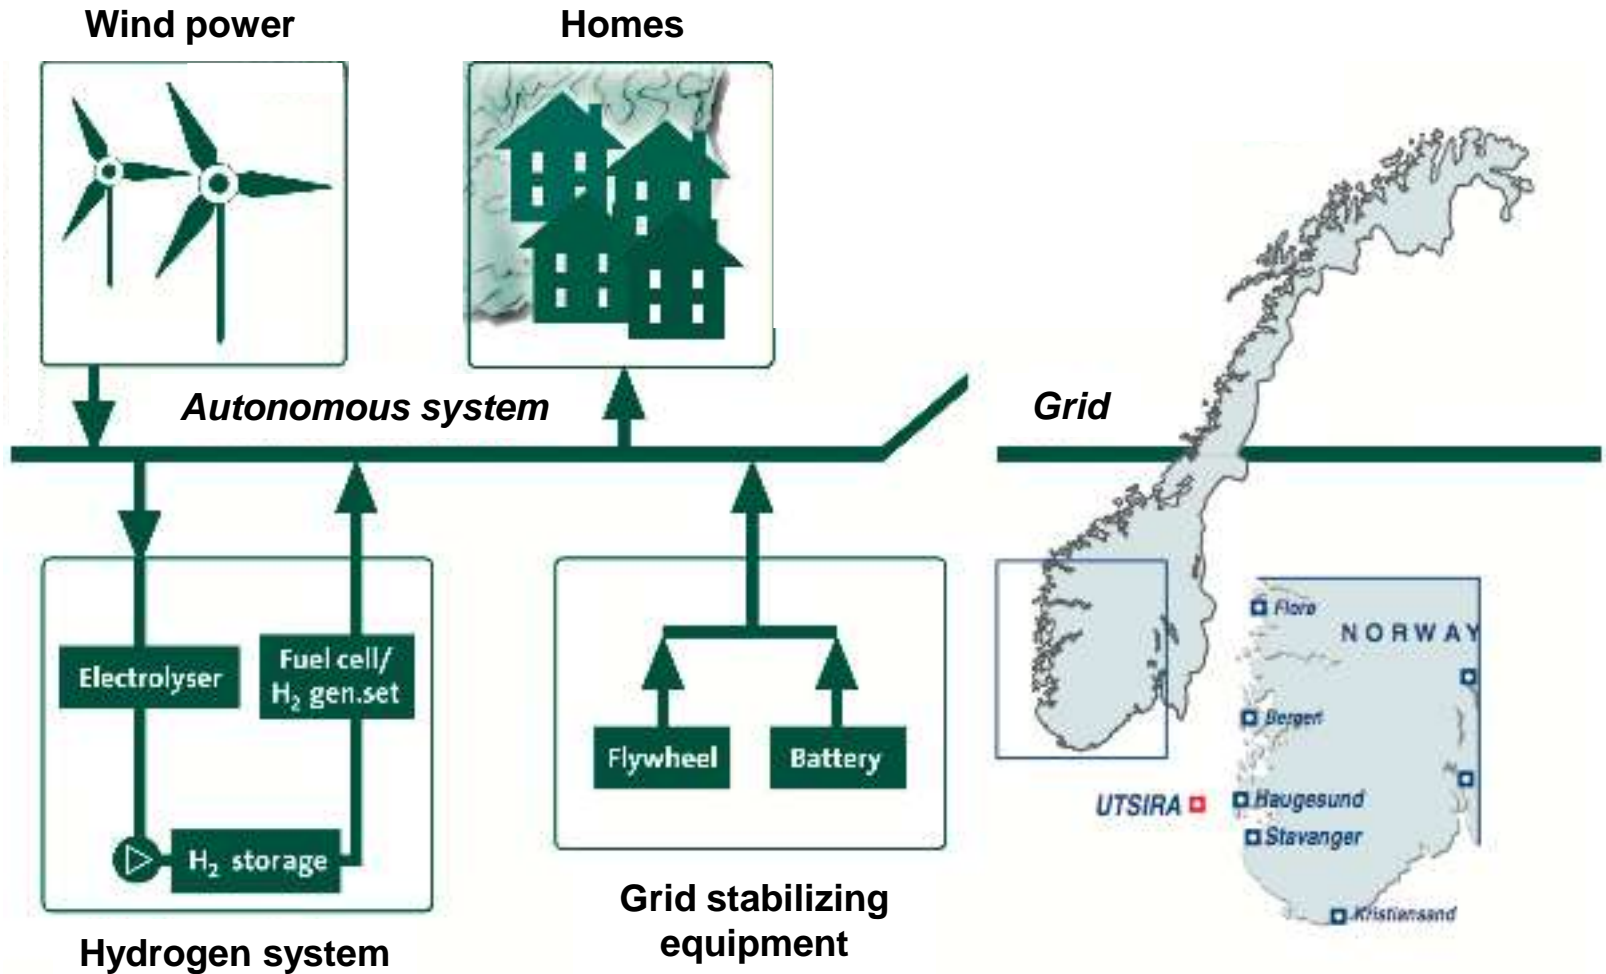 Wind power
Homes
Autonomous system
Grid
Electrolyser
Fuel cell/
H₂ gen.set
H₂ storage
Hydrogen system
Flywheel
Battery
Grid stabilizing
equipment
Florø
NORWAY
Bergen
UTSIRA
Haugesund
Stavanger
Kristiansand